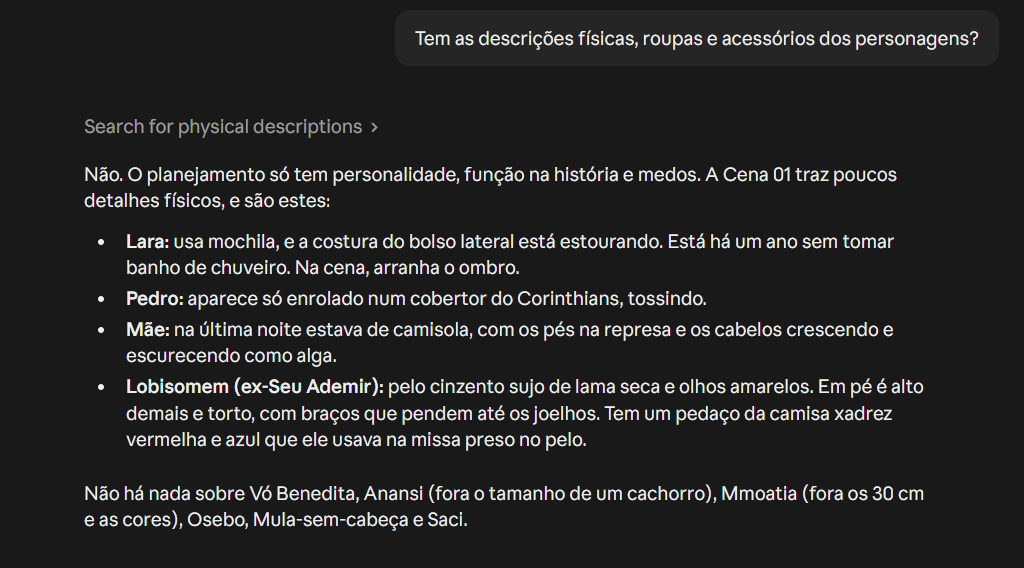 Tem as descrições físicas, roupas e acessórios dos personagens?
Search for physical descriptions >
Não. O planejamento só tem personalidade, função na história e medos. A Cena 01 traz poucos
detalhes físicos, e são estes:
• Lara: usa mochila, e a costura do bolso lateral está estourando. Está há um ano sem tomar
banho de chuveiro. Na cena, arranha o ombro.
• Pedro: aparece só enrolado num cobertor do Corinthians, tossindo.
• Mãe: na última noite estava de camisola, com os pés na represa e os cabelos crescendo e
escurecendo como alga.
• Lobisomem (ex-Seu Ademir): pelo cinzento sujo de lama seca e olhos amarelos. Em pé é alto
demais e torto, com braços que pendem até os joelhos. Tem um pedaço da camisa xadrez
vermelha e azul que ele usava na missa preso no pelo.
Não há nada sobre Vó Benedita, Anansi (fora o tamanho de um cachorro), Mmoatia (fora os 30 cm
e as cores), Osebo, Mula-sem-cabeça e Saci.